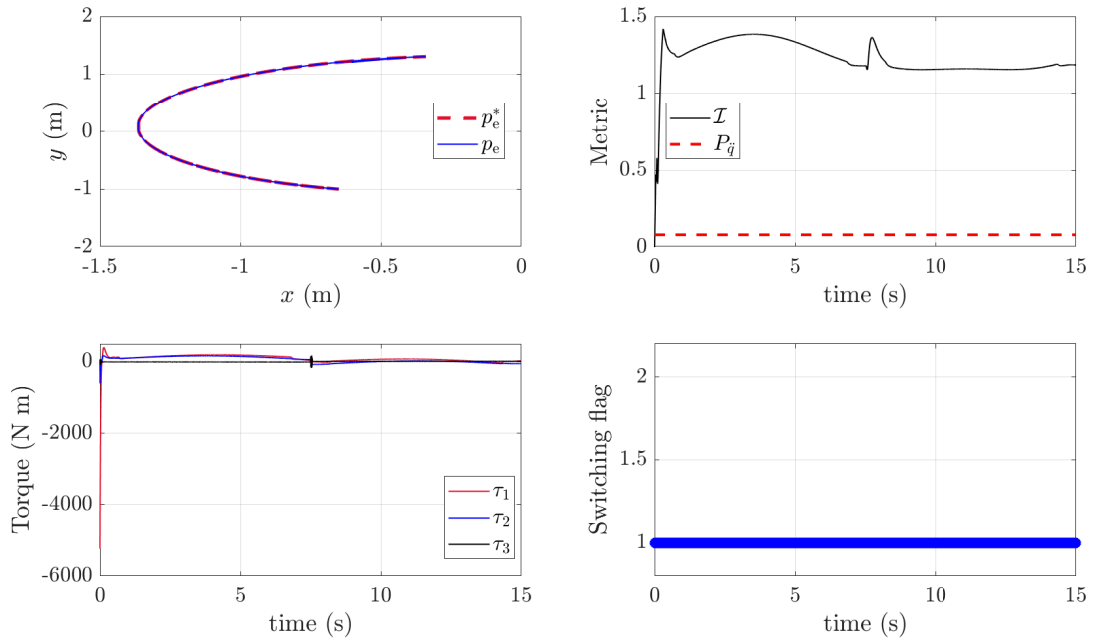 2
1
0
-1
-2
y (m)
-1.5
-1
-0.5
0
x (m)
p*e
pe
1.5
1
0.5
0
Metric
0
5
10
15
time (s)
ℐ
Pq̈
0
-2000
-4000
-6000
Torque (N m)
0
5
10
15
time (s)
τ1
τ2
τ3
2
1.5
1
Switching flag
0
5
10
15
time (s)